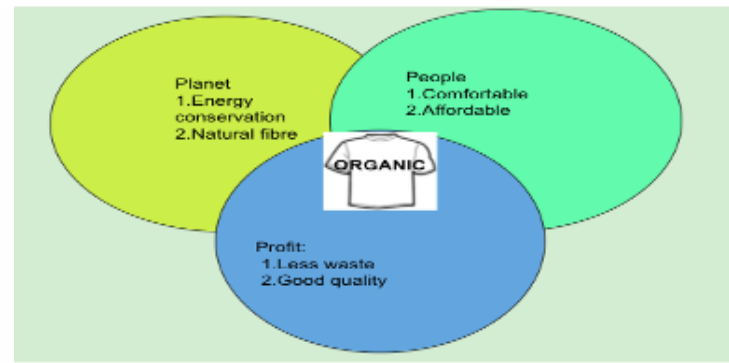 Planet
1.Energy
conservation
2.Natural fibre
People
1.Comfortable
2.Affordable
ORGANIC
Profit:
1.Less waste
2.Good quality